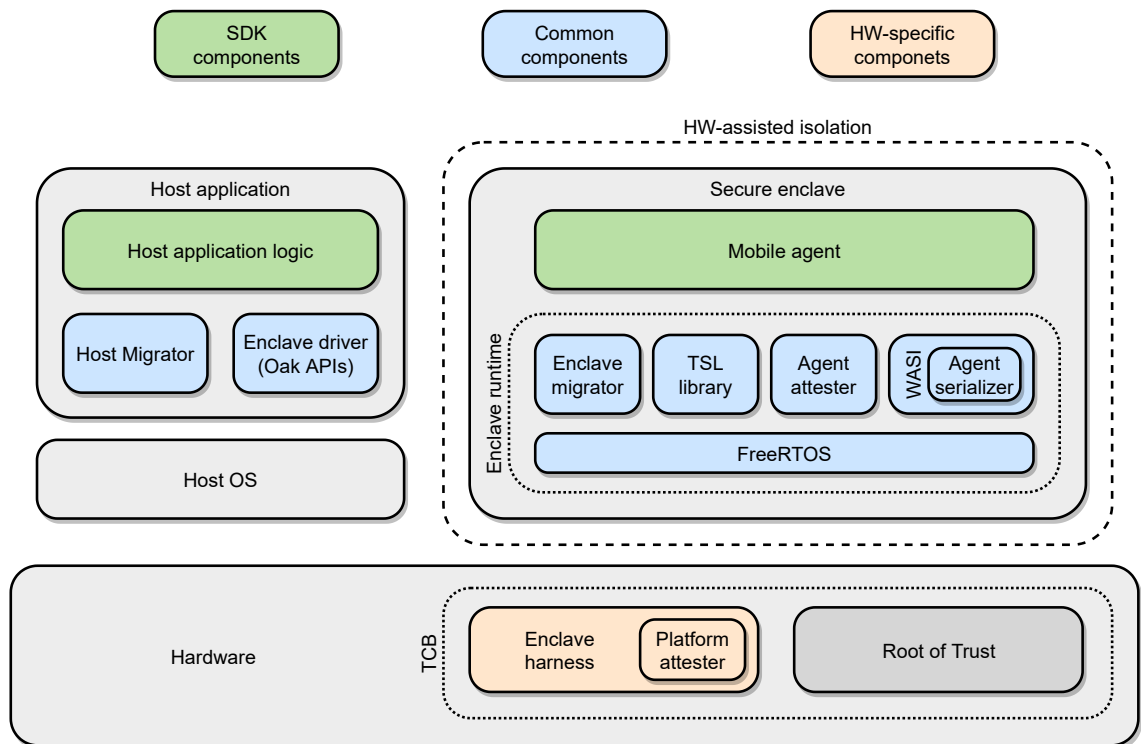 SDK
components
Common
components
HW-specific
componets
HW-assisted isolation
Host application
Host application logic
Host Migrator
Enclave driver
(Oak APIs)
Host OS
Secure enclave
Mobile agent
Enclave runtime
Enclave
migrator
TSL
library
Agent
attester
WASI
Agent
serializer
FreeRTOS
Hardware
TCB
Enclave
harness
Platform
attester
Root of Trust